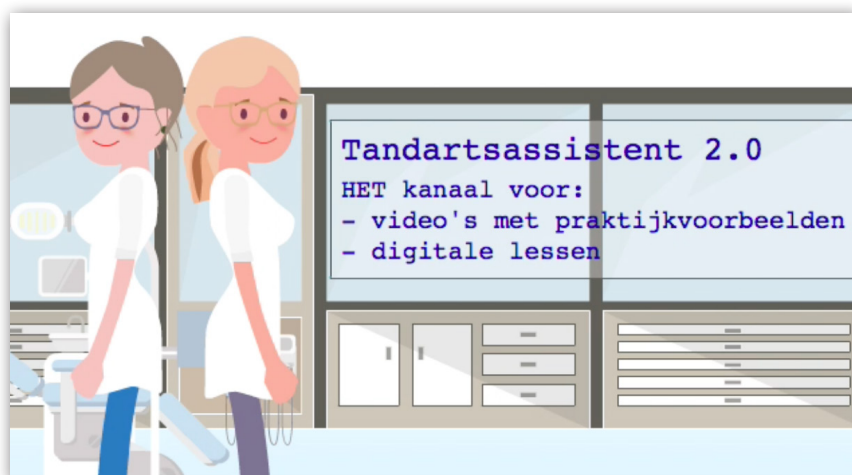 Tandartsassistent 2.0
HET kanaal voor:
- video's met praktijkvoorbeelden
- digitale lessen